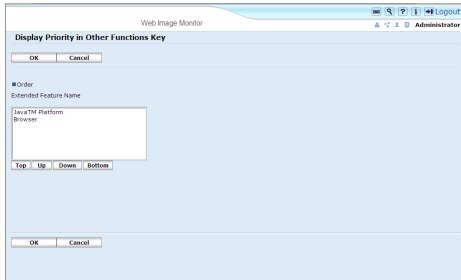 Logout
Web Image Monitor
Administrator
Display Priority in Other Functions Key
OK Cancel
Order
Extended Feature Name
JavaTM Platform
Browser
Top Up Down Bottom
OK Cancel